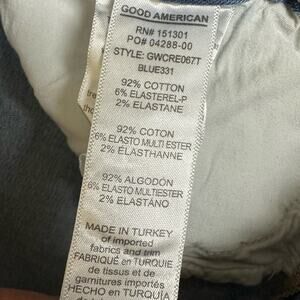 GOOD AMERICAN
RN# 151301
PO# 04288-00
STYLE: GWCRE067T
BLUE331
92% COTTON
6% ELASTEREL-P
2% ELASTANE
92% COTON
6% ELASTO MULTI ESTER
2% ÉLASTHANNE
92% ALGODÓN
6% ELASTO MULTIESTER
2% ELASTÁNO
MADE IN TURKEY
of imported
fabrics and trim
FABRIQUÉ en TURQUIE
de tissus et de
garnitures importés
HECHO en TURQUÍA